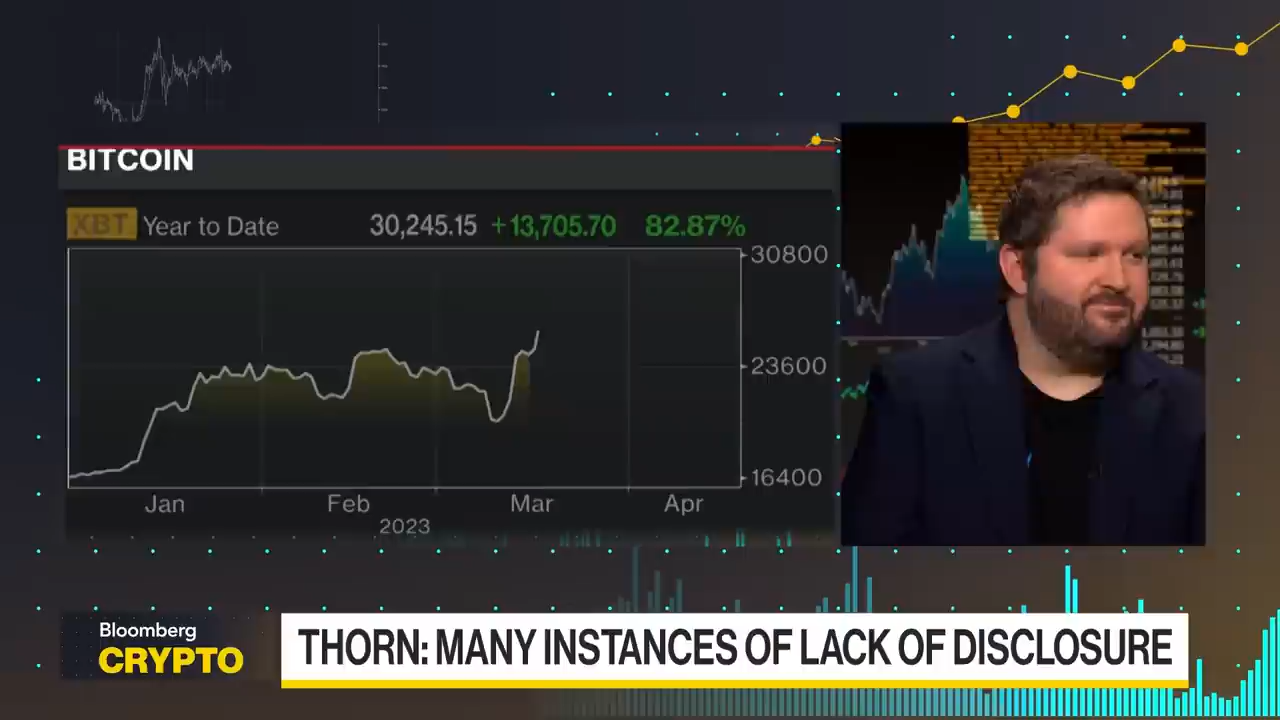 BITCOIN
XBT Year to Date 30,245.15 +13,705.70 82.87%
30800
23600
16400
Jan Feb Mar Apr
2023
Bloomberg
CRYPTO
THORN: MANY INSTANCES OF LACK OF DISCLOSURE